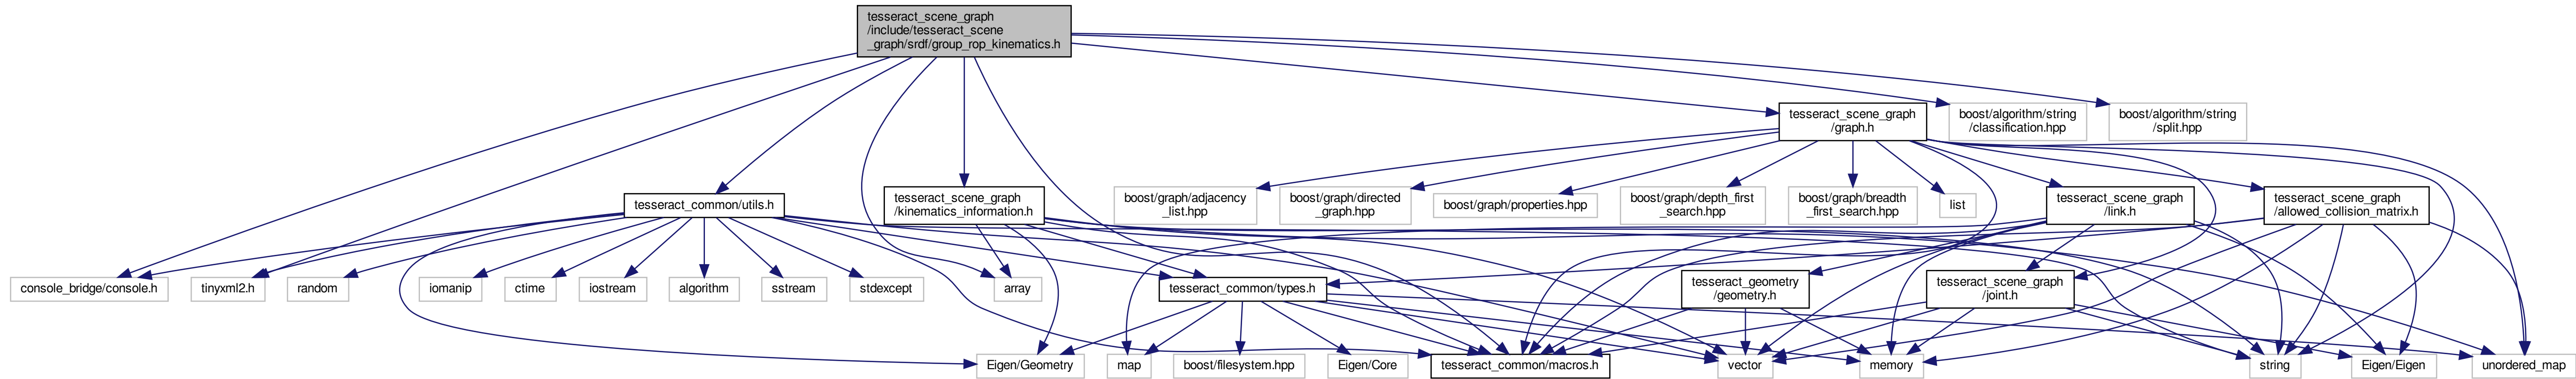 tesseract_scene_graph
/include/tesseract_scene
_graph/srdf/group_rop_kinematics.h
tesseract_scene_graph
/graph.h
boost/algorithm/string
/classification.hpp
boost/algorithm/string
/split.hpp
tesseract_common/utils.h
tesseract_scene_graph
/kinematics_information.h
boost/graph/adjacency
_list.hpp
boost/graph/directed
_graph.hpp
boost/graph/properties.hpp
boost/graph/depth_first
_search.hpp
boost/graph/breadth
_first_search.hpp
list
tesseract_scene_graph
/link.h
tesseract_scene_graph
/allowed_collision_matrix.h
console_bridge/console.h
tinyxml2.h
random
iomanip
ctime
iostream
algorithm
sstream
stdexcept
array
tesseract_common/types.h
tesseract_geometry
/geometry.h
tesseract_scene_graph
/joint.h
Eigen/Geometry
map
boost/filesystem.hpp
Eigen/Core
tesseract_common/macros.h
vector
memory
string
Eigen/Eigen
unordered_map